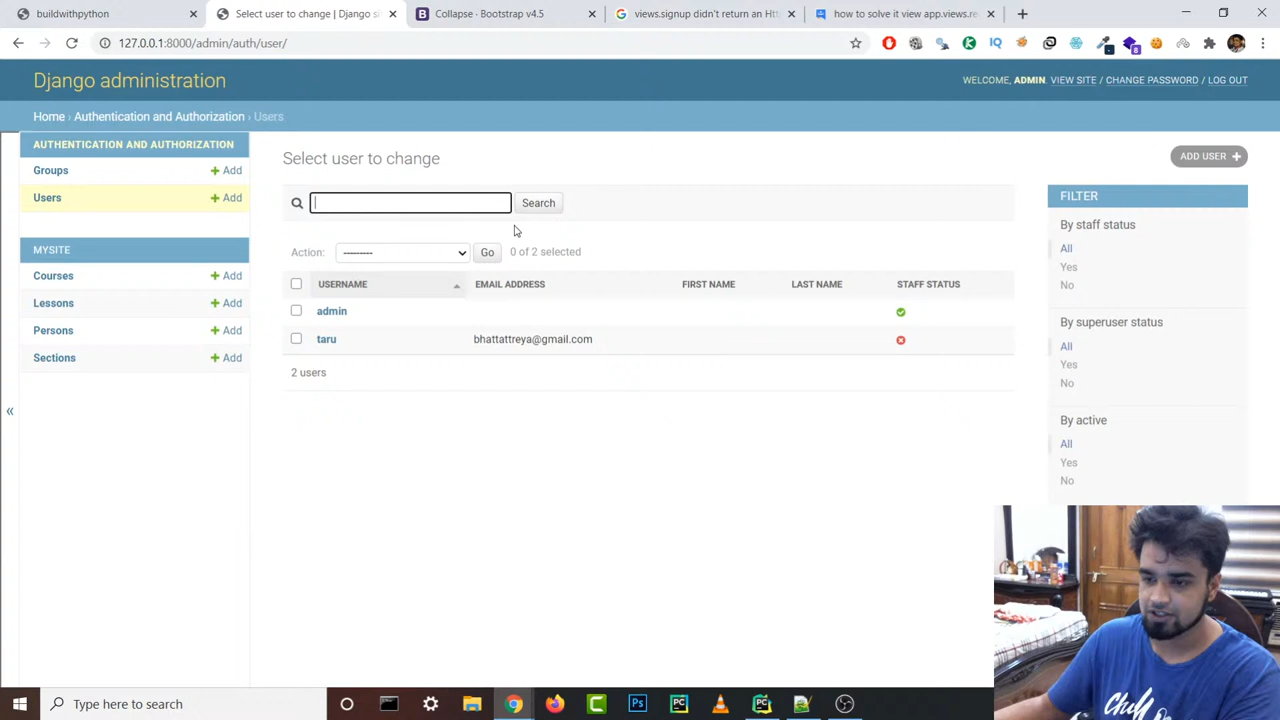 buildwithpython
Select user to change | Django si
Collapse · Bootstrap v4.5
views.signup didn't return an Htt
how to solve it view app.views.re
127.0.0.1:8000/admin/auth/user/
IQ
8
Django administration
WELCOME, ADMIN. VIEW SITE / CHANGE PASSWORD / LOG OUT
Home › Authentication and Authorization › Users
AUTHENTICATION AND AUTHORIZATION
Groups + Add
Users + Add
MYSITE
Courses + Add
Lessons + Add
Persons + Add
Sections + Add
«
Select user to change
ADD USER +
Search
Action: --------- Go 0 of 2 selected
USERNAME EMAIL ADDRESS FIRST NAME LAST NAME STAFF STATUS
admin
taru bhattattreya@gmail.com
2 users
FILTER
By staff status
All
Yes
No
By superuser status
All
Yes
No
By active
All
Yes
No
Type here to search
Ps
PC
PC